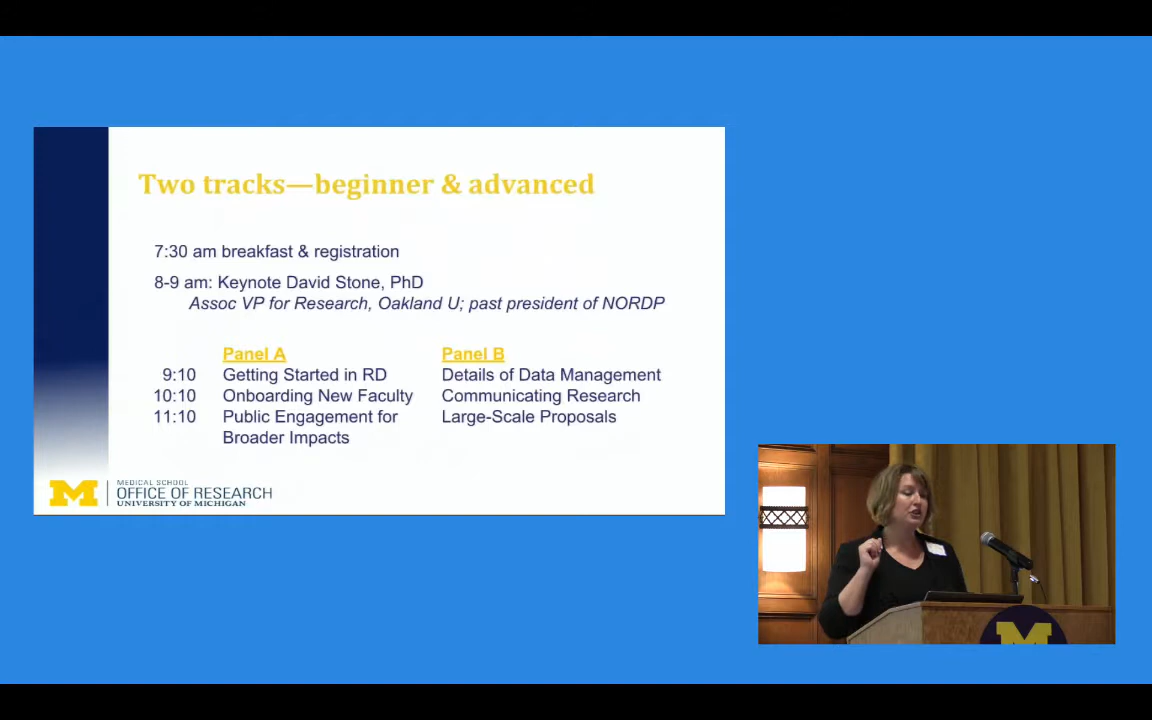 Two tracks—beginner & advanced
7:30 am breakfast & registration
8-9 am: Keynote David Stone, PhD
Assoc VP for Research, Oakland U; past president of NORDP
Panel A Panel B
9:10 Getting Started in RD Details of Data Management
10:10 Onboarding New Faculty Communicating Research
11:10 Public Engagement for Large-Scale Proposals
Broader Impacts
M
MEDICAL SCHOOL
OFFICE OF RESEARCH
UNIVERSITY OF MICHIGAN
M